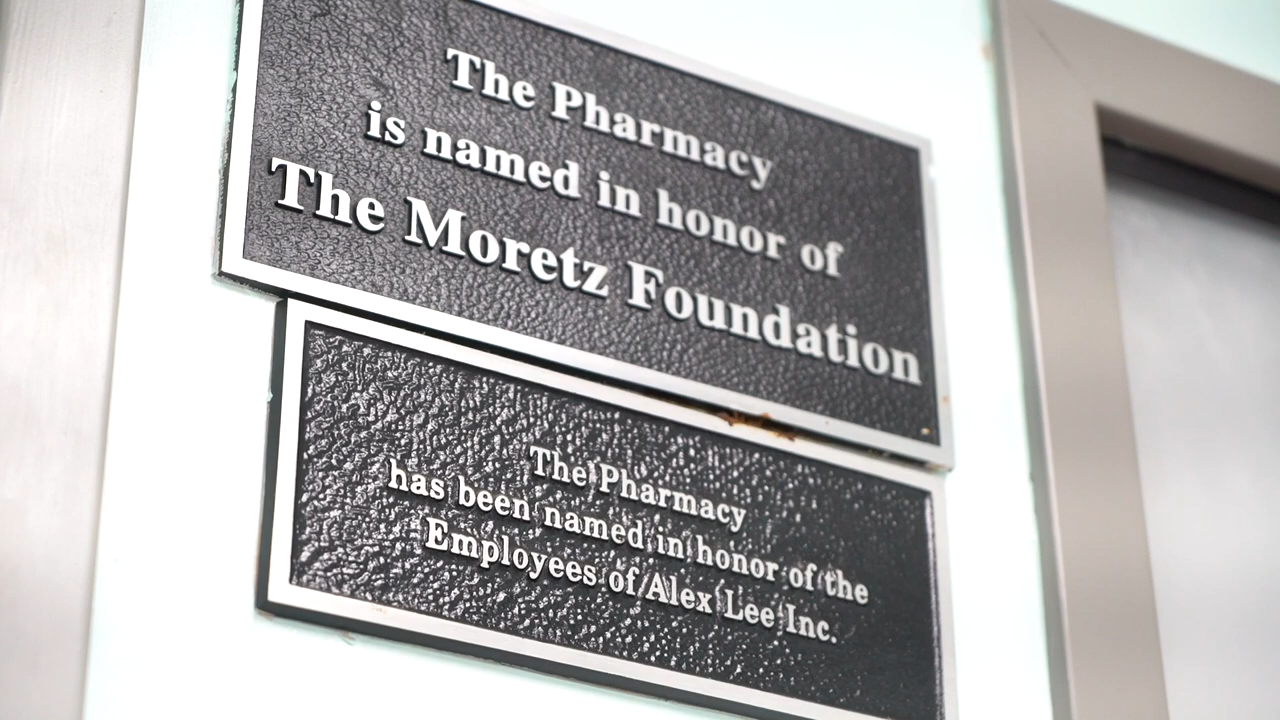 The Pharmacy
is named in honor of
The Moretz Foundation
The Pharmacy
has been named in honor of the
Employees of Alex Lee Inc.